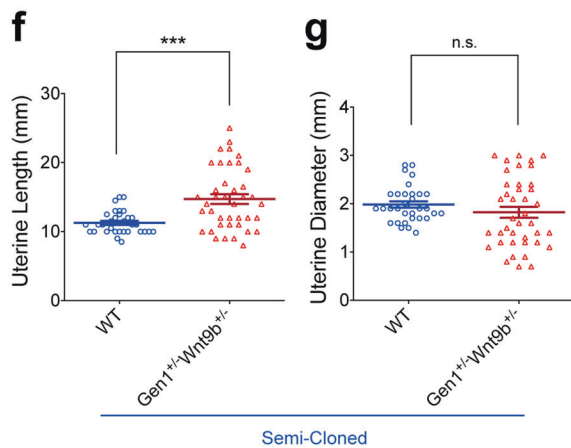 f
***
Uterine Length (mm)
30
20
10
0
WT
Gen1+/-Wnt9b+/-
g
n.s.
Uterine Diameter (mm)
4
3
2
1
0
WT
Gen1+/-Wnt9b+/-
Semi-Cloned